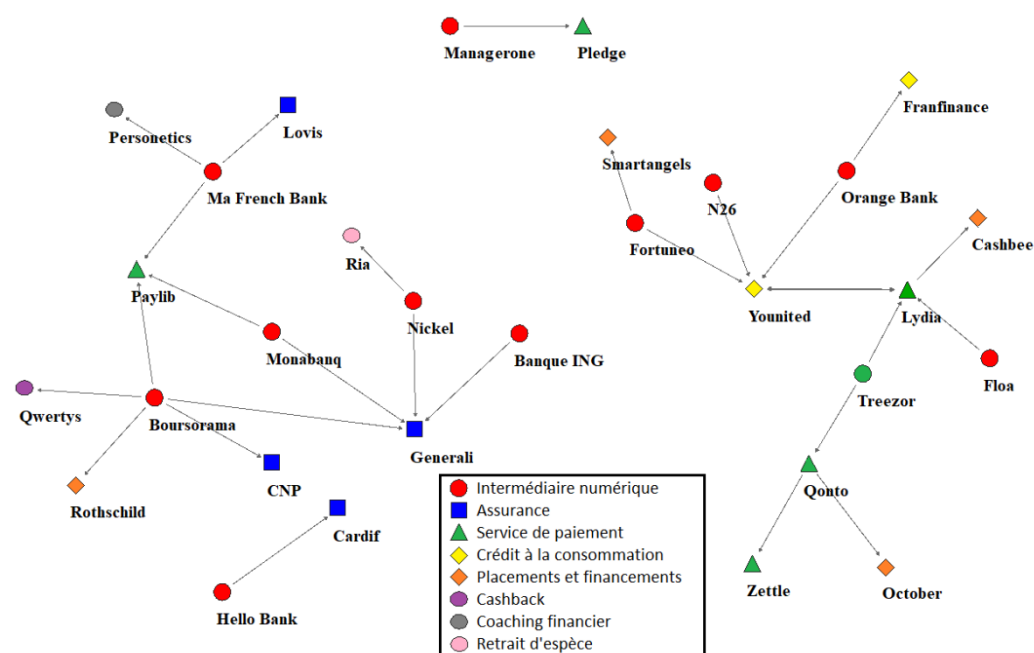 Managerone
Pledge
Franfinance
Personetics
Lovis
Smartangels
Ma French Bank
Orange Bank
N26
Fortuneo
Cashbee
Ria
Paylib
Younited
Lydia
Nickel
Monabanq
Banque ING
Floa
Treezor
Qwertys
Boursorama
Generali
Qonto
CNP
Rothschild
Cardif
Zettle
October
Hello Bank
Intermédiaire numérique
Assurance
Service de paiement
Crédit à la consommation
Placements et financements
Cashback
Coaching financier
Retrait d'espèce